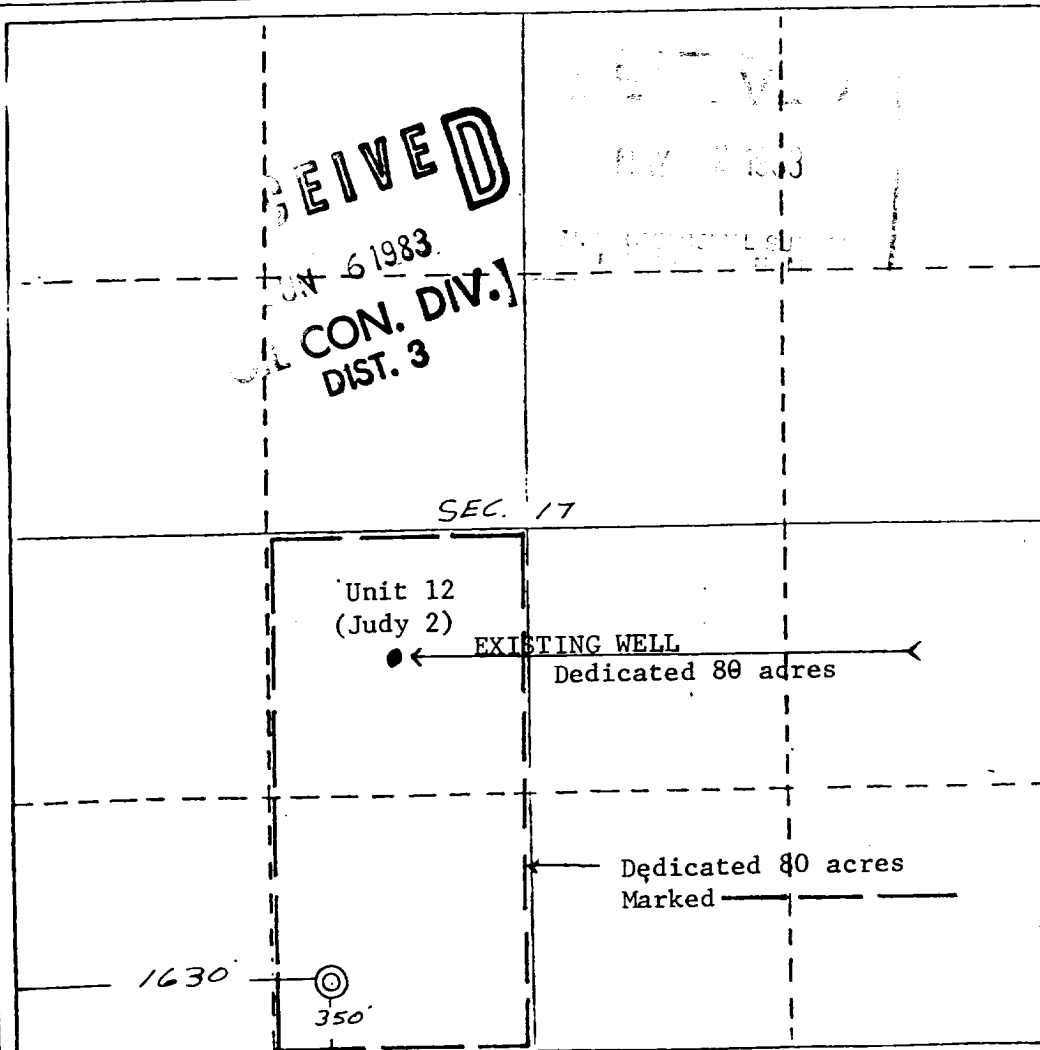 CEIVED
6 1983
CON. DIV.
DIST. 3
SEC. 17
Unit 12
(Judy 2)
EXISTING WELL
Dedicated 80 acres
Dedicated 80 acres
Marked
1630'
350'